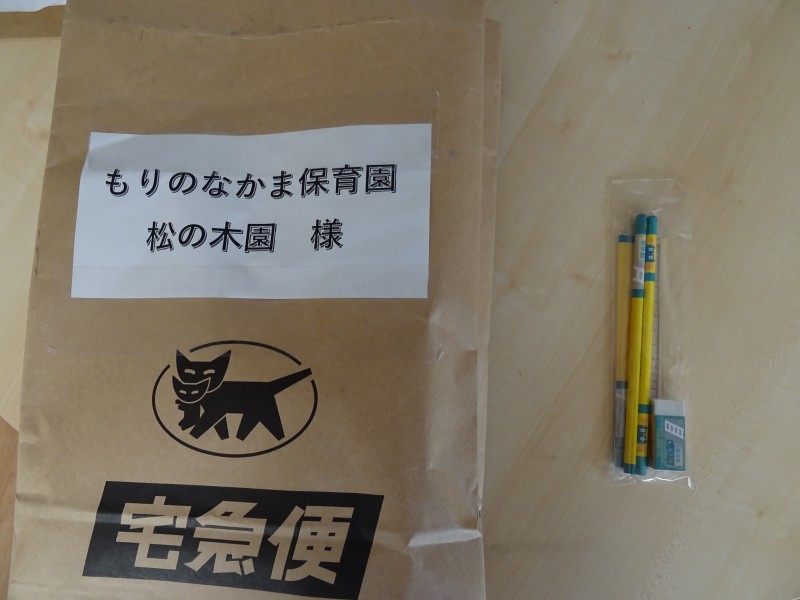 もりのなかま保育園
松の木園　様
宅急便